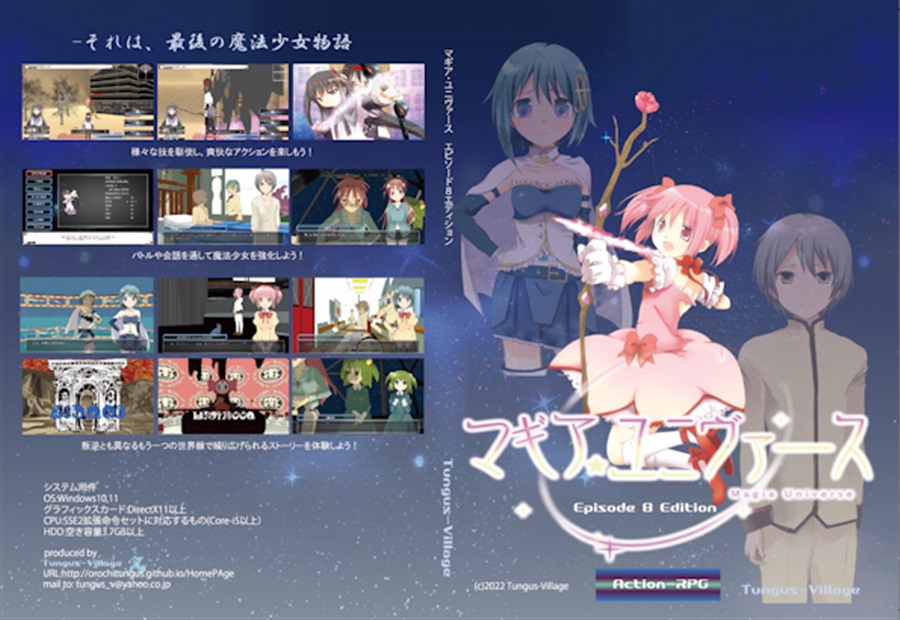 -それは、最後の魔法少女物語
様々な技を駆使し、爽快なアクションを楽しもう！
バトルや会話を通して魔法少女を強化しよう！
叛逆とも異なるもう一つの世界線で繰り広げられるストーリーを体験しよう！
システム用件
OS:Windows10,11
グラフィックスカード:DirectX11以上
CPU:SSE2拡張命令セットに対応するもの(Core-i5以上)
HDD:空き容量3.7GB以上
produced by
Tungus-Village
URL:http://orochitungus.github.io/HomePAge
mail to: tungus_v@yahoo.co.jp
マギア・ユニヴァース エピソード8エディション
Tungus-Village
マギア★ユニヴァース
Magia Universe
Episode 8 Edition
(c)2022 Tungus-Village
Action-RPG
Tungus-Village